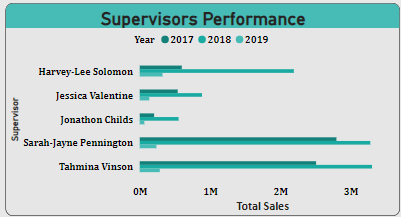 Supervisors Performance
Year 2017 2018 2019
Supervisor
Harvey-Lee Solomon
Jessica Valentine
Jonathon Childs
Sarah-Jayne Pennington
Tahmina Vinson
0M 1M 2M 3M
Total Sales